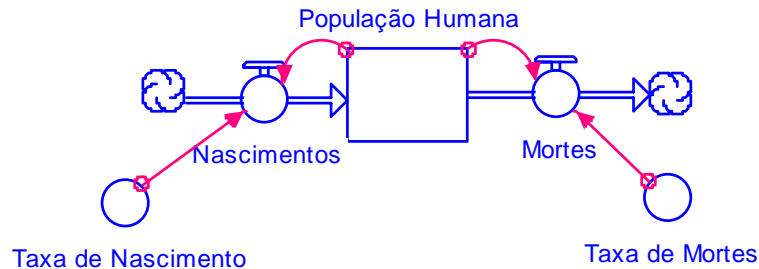 População Humana
Nascimentos
Mortes
Taxa de Nascimento
Taxa de Mortes